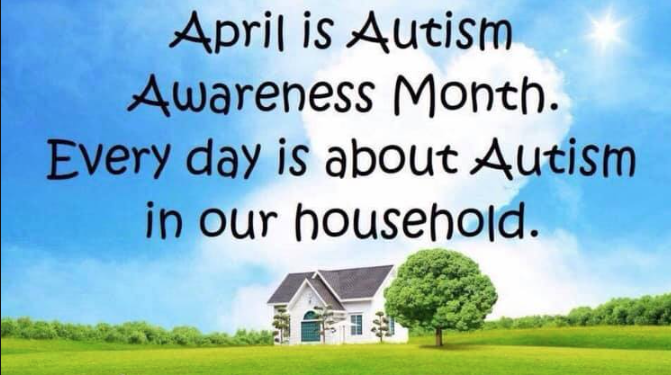 April is Autism
Awareness Month.
Every day is about Autism
in our household.